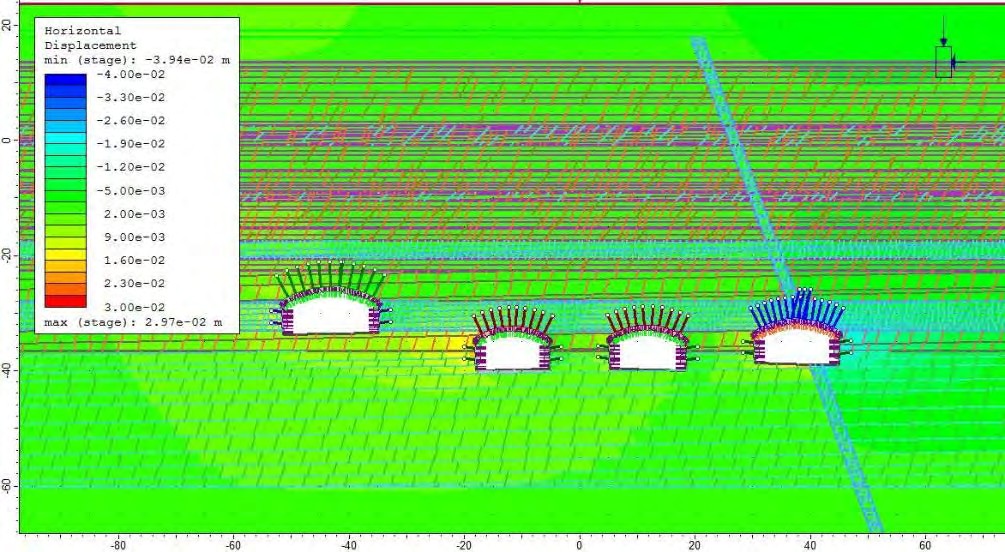 Horizontal
Displacement
min (stage): -3.94e-02 m
-4.00e-02
-3.30e-02
-2.60e-02
-1.90e-02
-1.20e-02
-5.00e-03
2.00e-03
9.00e-03
1.60e-02
2.30e-02
3.00e-02
max (stage): 2.97e-02 m
20
0
-20
-40
-60
-80 -60 -40 -20 0 20 40 60